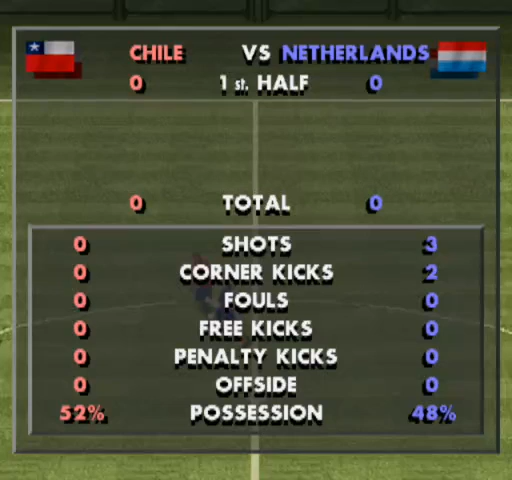 CHILE VS NETHERLANDS
0 1 st. HALF 0
0 TOTAL 0
0 SHOTS 3
0 CORNER KICKS 2
0 FOULS 0
0 FREE KICKS 0
0 PENALTY KICKS 0
0 OFFSIDE 0
52% POSSESSION 48%